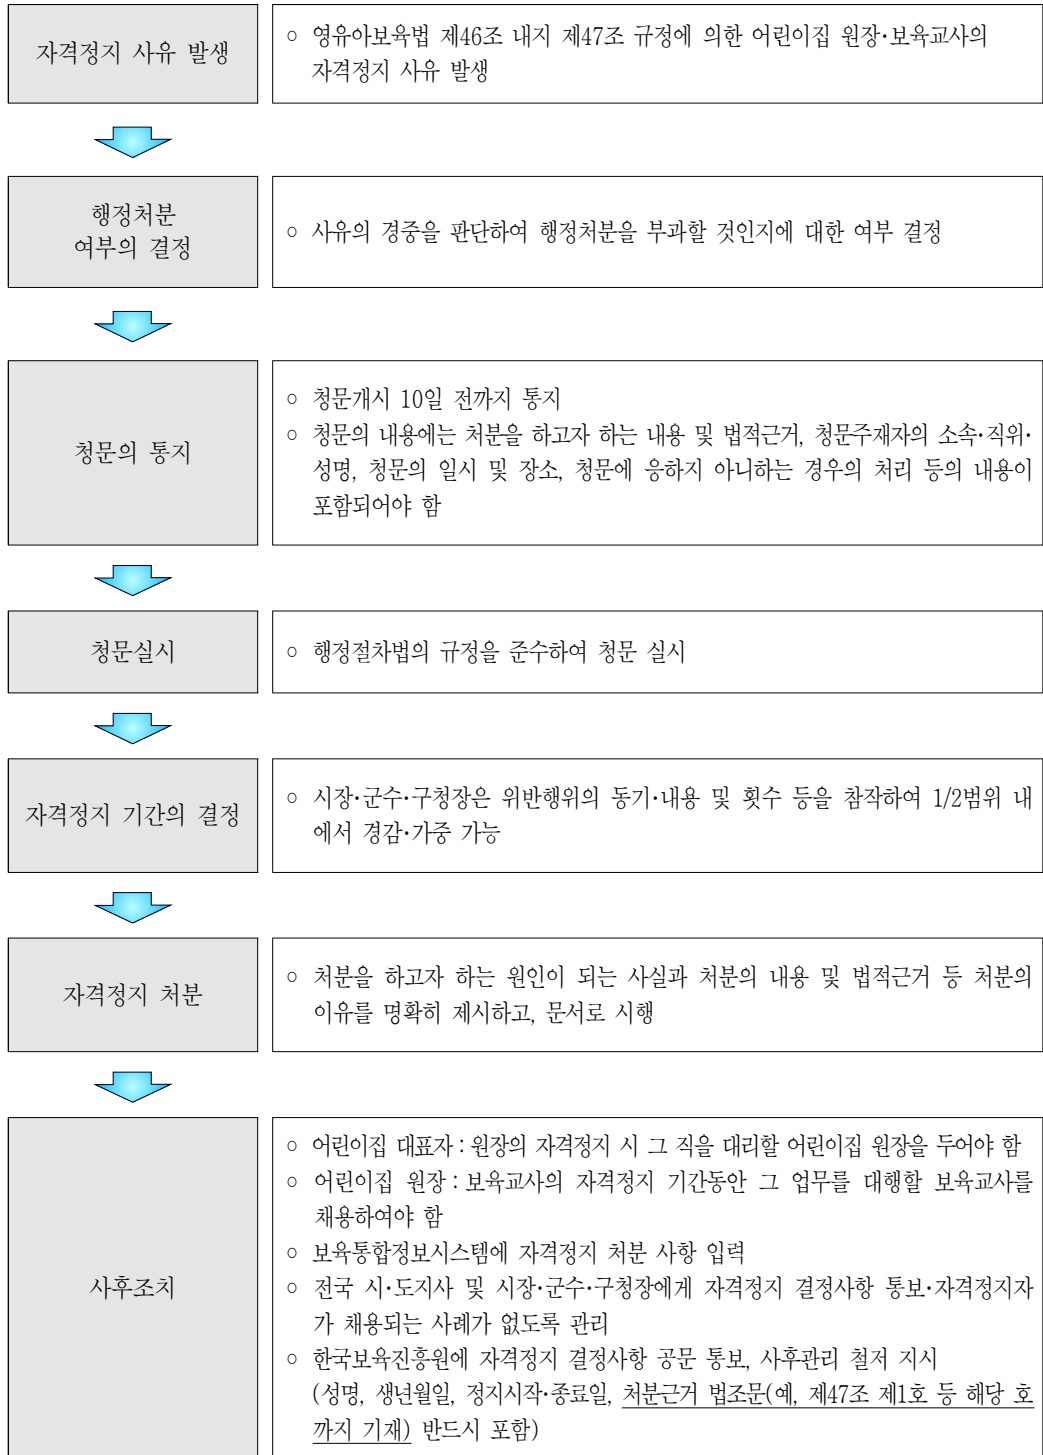 자격정지 사유 발생
○ 영유아보육법 제46조 내지 제47조 규정에 의한 어린이집 원장·보육교사의
자격정지 사유 발생
행정처분
여부의 결정
○ 사유의 경중을 판단하여 행정처분을 부과할 것인지에 대한 여부 결정
청문의 통지
○ 청문개시 10일 전까지 통지
○ 청문의 내용에는 처분을 하고자 하는 내용 및 법적근거, 청문주재자의 소속·직위·
성명, 청문의 일시 및 장소, 청문에 응하지 아니하는 경우의 처리 등의 내용이
포함되어야 함
청문실시
○ 행정절차법의 규정을 준수하여 청문 실시
자격정지 기간의 결정
○ 시장·군수·구청장은 위반행위의 동기·내용 및 횟수 등을 참작하여 1/2범위 내
에서 경감·가중 가능
자격정지 처분
○ 처분을 하고자 하는 원인이 되는 사실과 처분의 내용 및 법적근거 등 처분의
이유를 명확히 제시하고, 문서로 시행
사후조치
○ 어린이집 대표자 : 원장의 자격정지 시 그 직을 대리할 어린이집 원장을 두어야 함
○ 어린이집 원장 : 보육교사의 자격정지 기간동안 그 업무를 대행할 보육교사를
채용하여야 함
○ 보육통합정보시스템에 자격정지 처분 사항 입력
○ 전국 시·도지사 및 시장·군수·구청장에게 자격정지 결정사항 통보·자격정지자
가 채용되는 사례가 없도록 관리
○ 한국보육진흥원에 자격정지 결정사항 공문 통보, 사후관리 철저 지시
(성명, 생년월일, 정지시작·종료일, 처분근거 법조문(예, 제47조 제1호 등 해당 호
까지 기재) 반드시 포함)